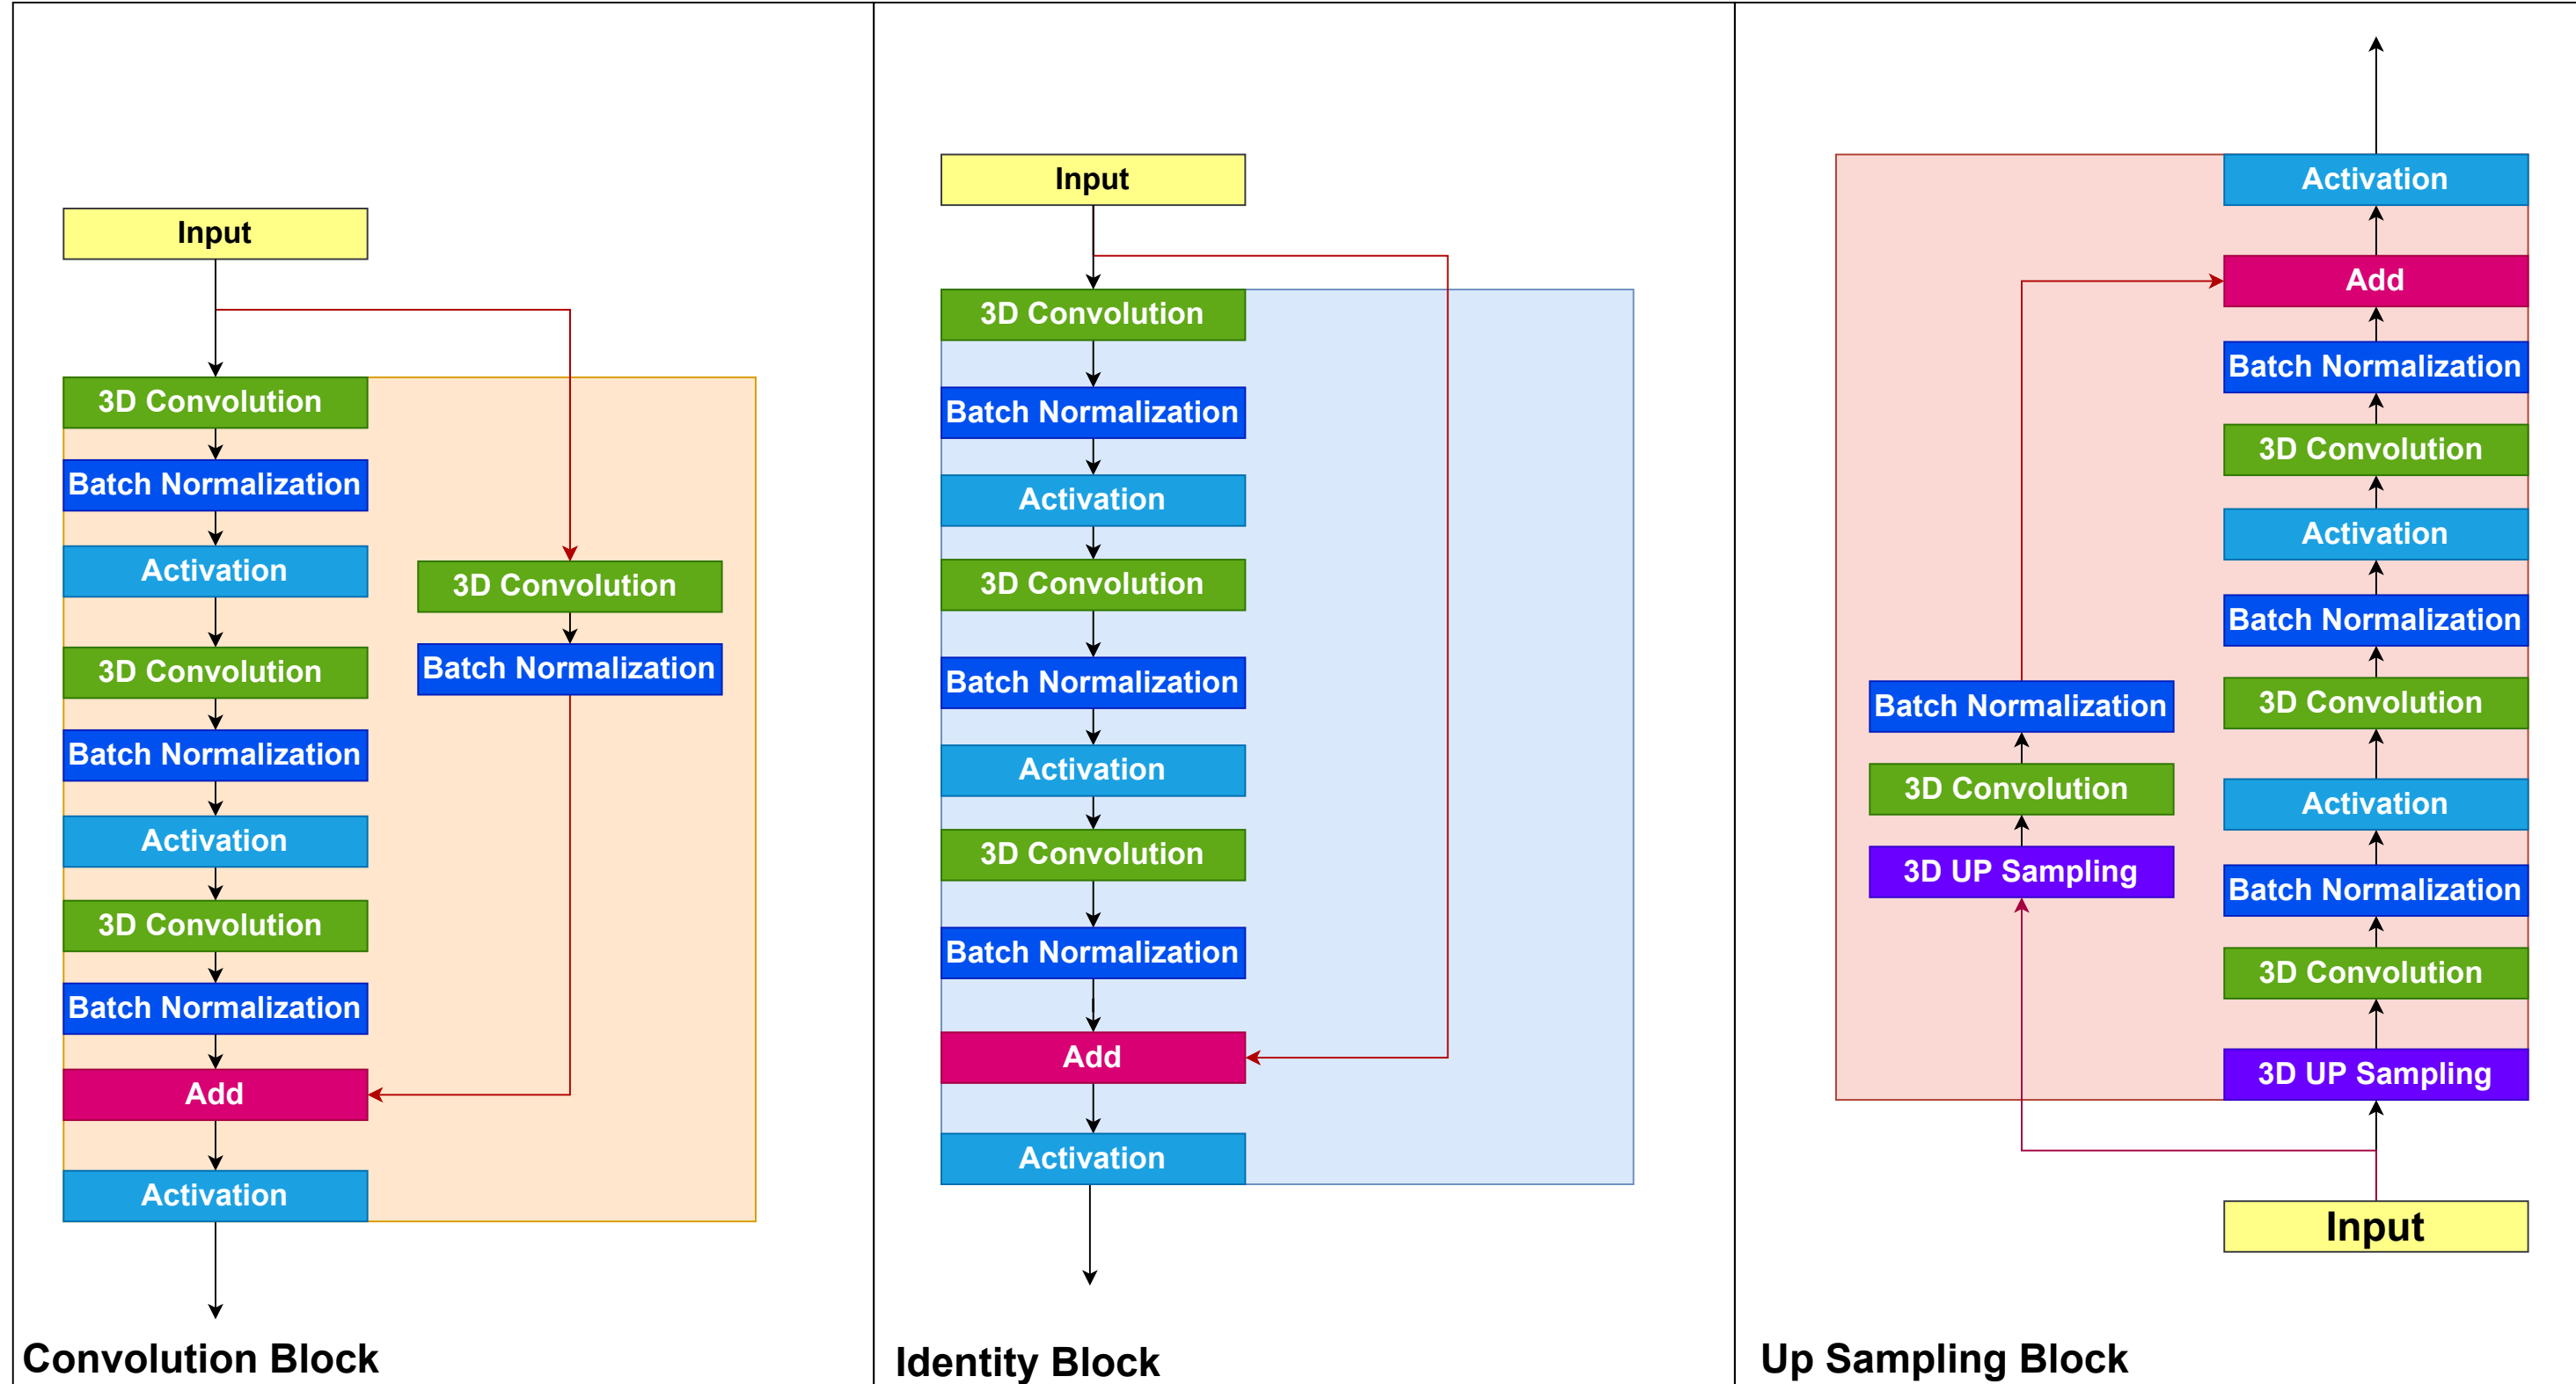 Input
3D Convolution
Batch Normalization
Activation
3D Convolution
Batch Normalization
Activation
3D Convolution
Batch Normalization
Add
Activation
3D Convolution
Batch Normalization
Convolution Block
Input
3D Convolution
Batch Normalization
Activation
3D Convolution
Batch Normalization
Activation
3D Convolution
Batch Normalization
Add
Activation
Identity Block
Activation
Add
Batch Normalization
3D Convolution
Activation
Batch Normalization
3D Convolution
Activation
Batch Normalization
3D Convolution
3D UP Sampling
Batch Normalization
3D Convolution
3D UP Sampling
Input
Up Sampling Block